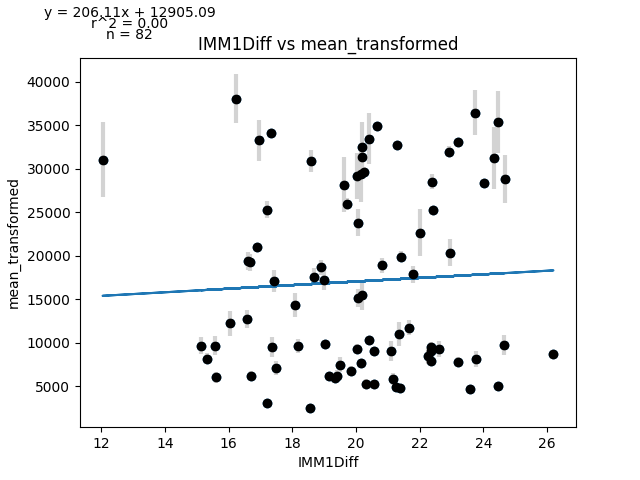 y = 206.11x + 12905.09
r^2 = 0.00
n = 82
IMM1Diff vs mean_transformed
mean_transformed
40000
35000
30000
25000
20000
15000
10000
5000
12 14 16 18 20 22 24 26
IMM1Diff